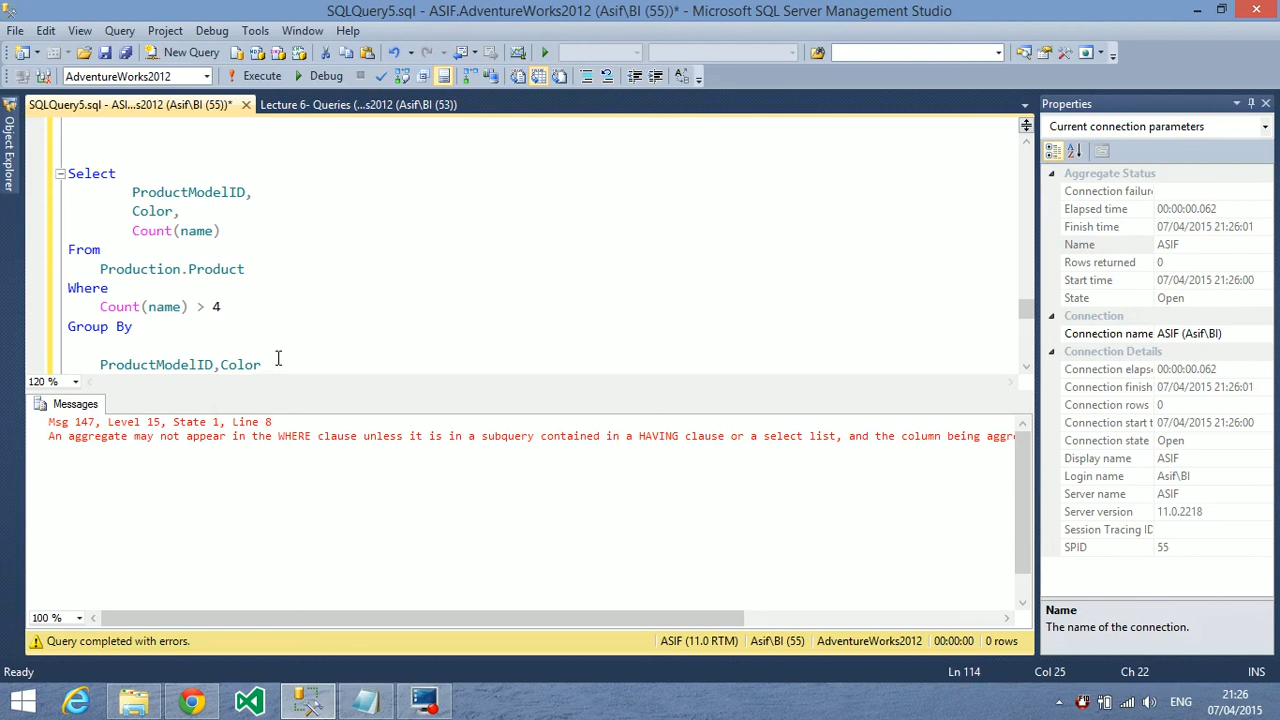 SQLQuery5.sql - ASIF.AdventureWorks2012 (Asif\BI (55))* - Microsoft SQL Server Management Studio
File Edit View Query Project Debug Tools Window Help
New Query
AdventureWorks2012 Execute Debug
SQLQuery5.sql - ASI...s2012 (Asif\BI (55))* Lecture 6- Queries (...s2012 (Asif\BI (53))
Object Explorer
Select
ProductModelID,
Color,
Count(name)
From
Production.Product
Where
Count(name) > 4
Group By
ProductModelID,Color
120 %
Messages
Msg 147, Level 15, State 1, Line 8
An aggregate may not appear in the WHERE clause unless it is in a subquery contained in a HAVING clause or a select list, and the column being aggre
100 %
Query completed with errors. ASIF (11.0 RTM) Asif\BI (55) AdventureWorks2012 00:00:00 0 rows
Properties
Current connection parameters
Aggregate Status
Connection failure
Elapsed time 00:00:00.062
Finish time 07/04/2015 21:26:01
Name ASIF
Rows returned 0
Start time 07/04/2015 21:26:00
State Open
Connection
Connection name ASIF (Asif\BI)
Connection Details
Connection elaps 00:00:00.062
Connection finish 07/04/2015 21:26:01
Connection rows 0
Connection start t 07/04/2015 21:26:00
Connection state Open
Display name ASIF
Login name Asif\BI
Server name ASIF
Server version 11.0.2218
Session Tracing ID
SPID 55
Name
The name of the connection.
Ready Ln 114 Col 25 Ch 22 INS
ENG
21:26
07/04/2015